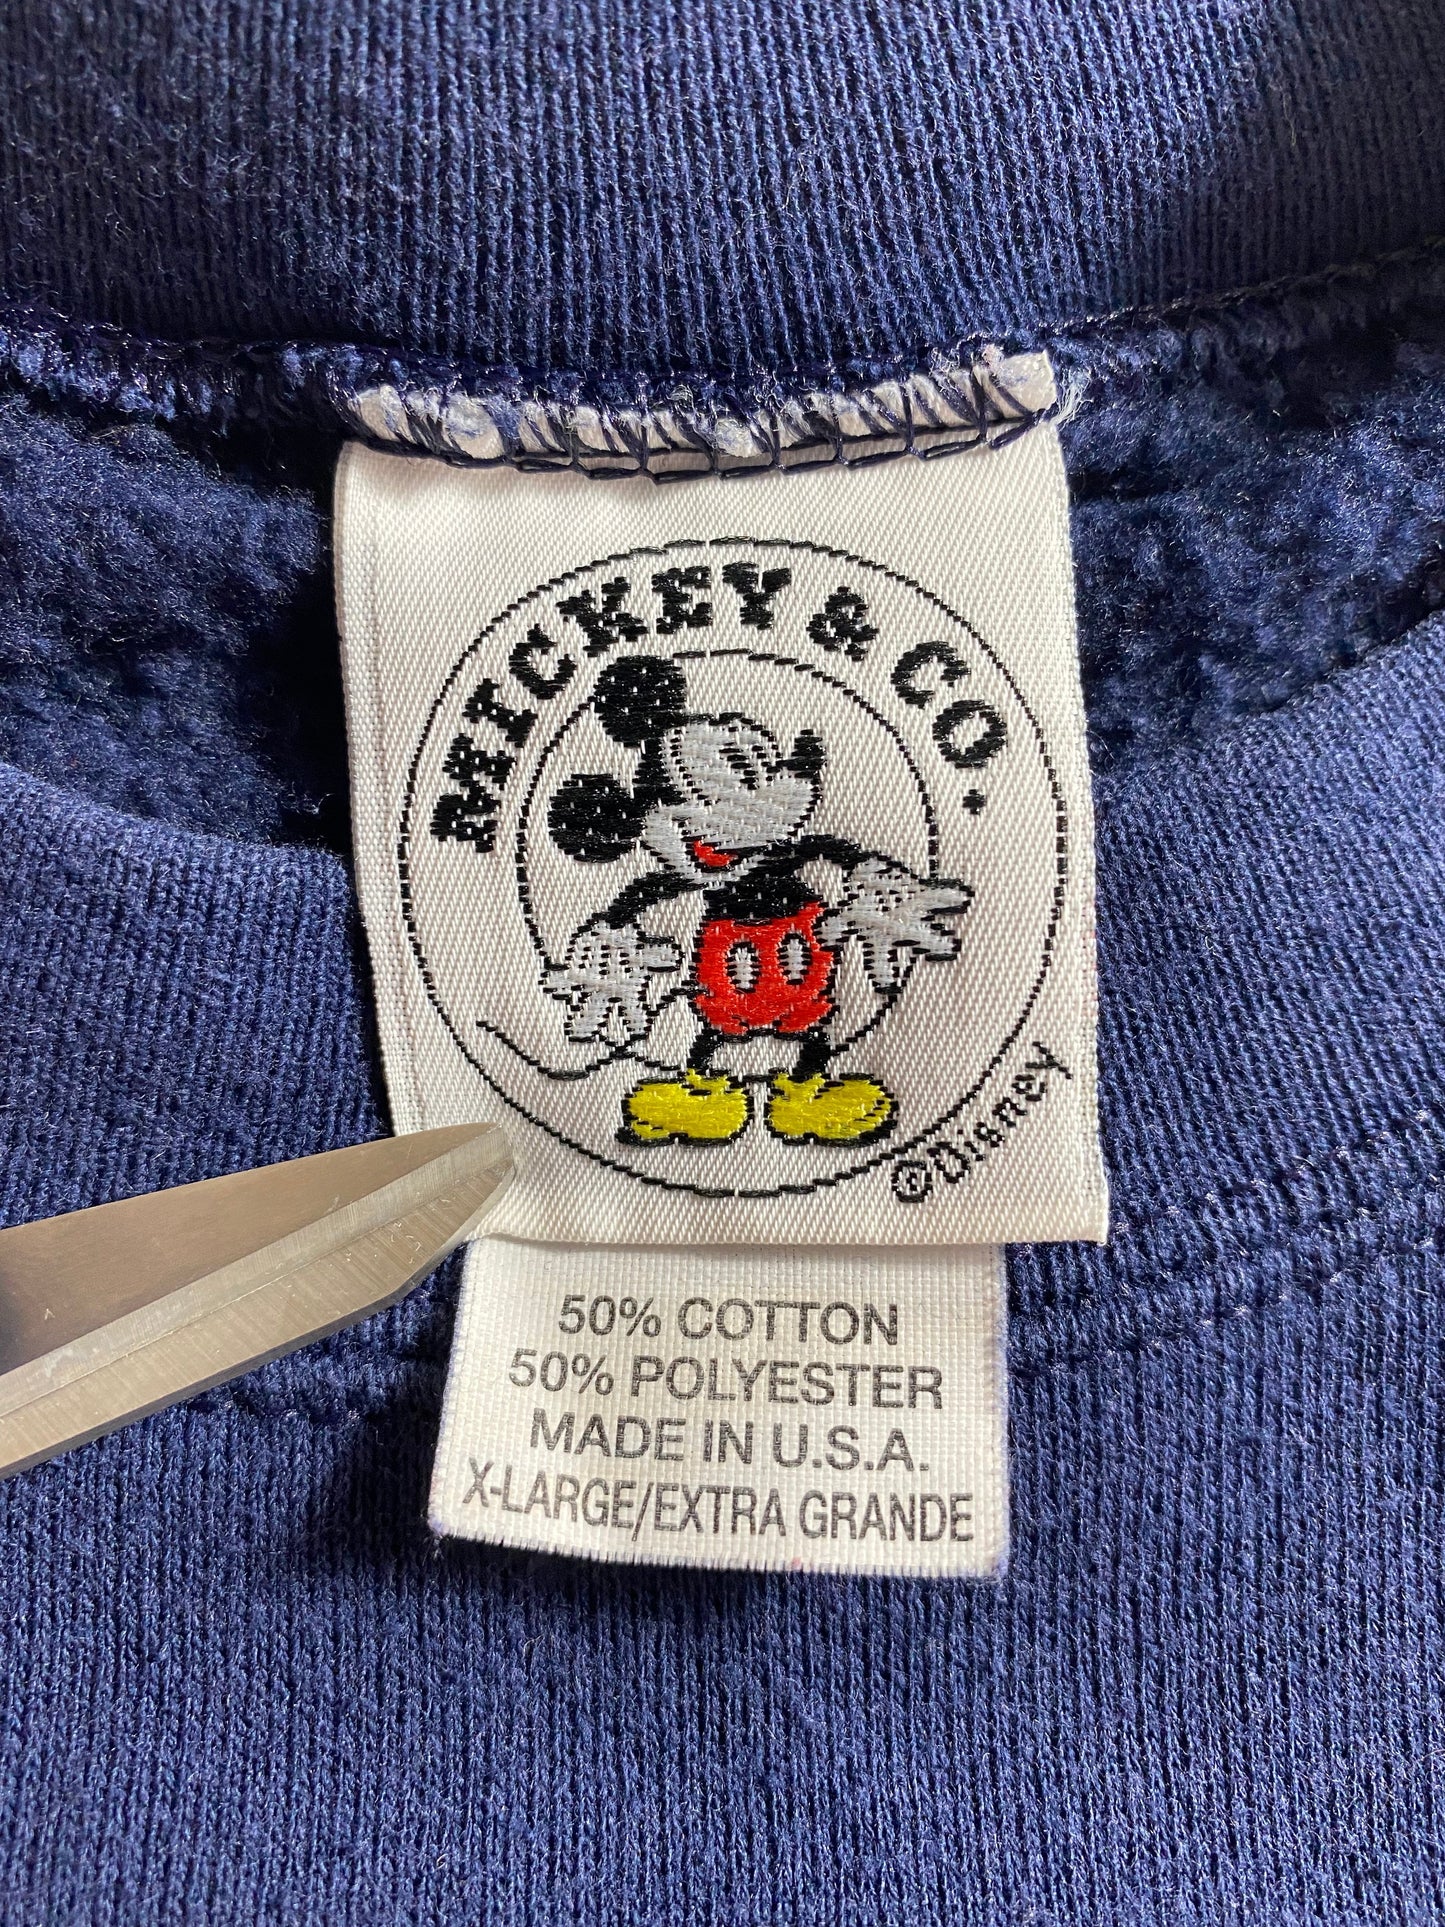 MICKEY & CO.
©Disney
50% COTTON
50% POLYESTER
MADE IN U.S.A.
X-LARGE/EXTRA GRANDE